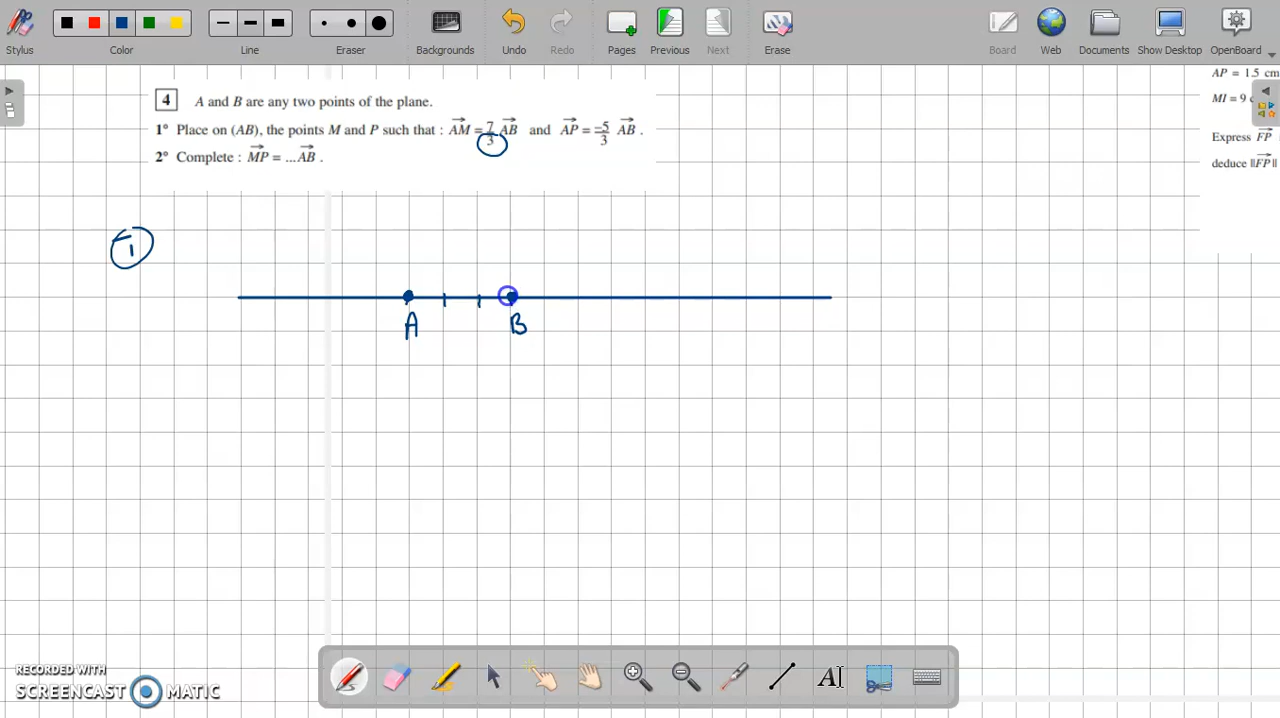 Stylus Color Line Eraser Backgrounds Undo Redo Pages Previous Next Erase Board Web Documents Show Desktop OpenBoard
4 A and B are any two points of the plane.
1° Place on (AB), the points M and P such that : AM = 7/3 AB and AP = -5/3 AB .
2° Complete : MP = ... AB .
AP = 1.5 cm
MI = 9 c
Express FP
deduce ||FP||
1
A B
AI
RECORDED WITH
SCREENCAST MATIC